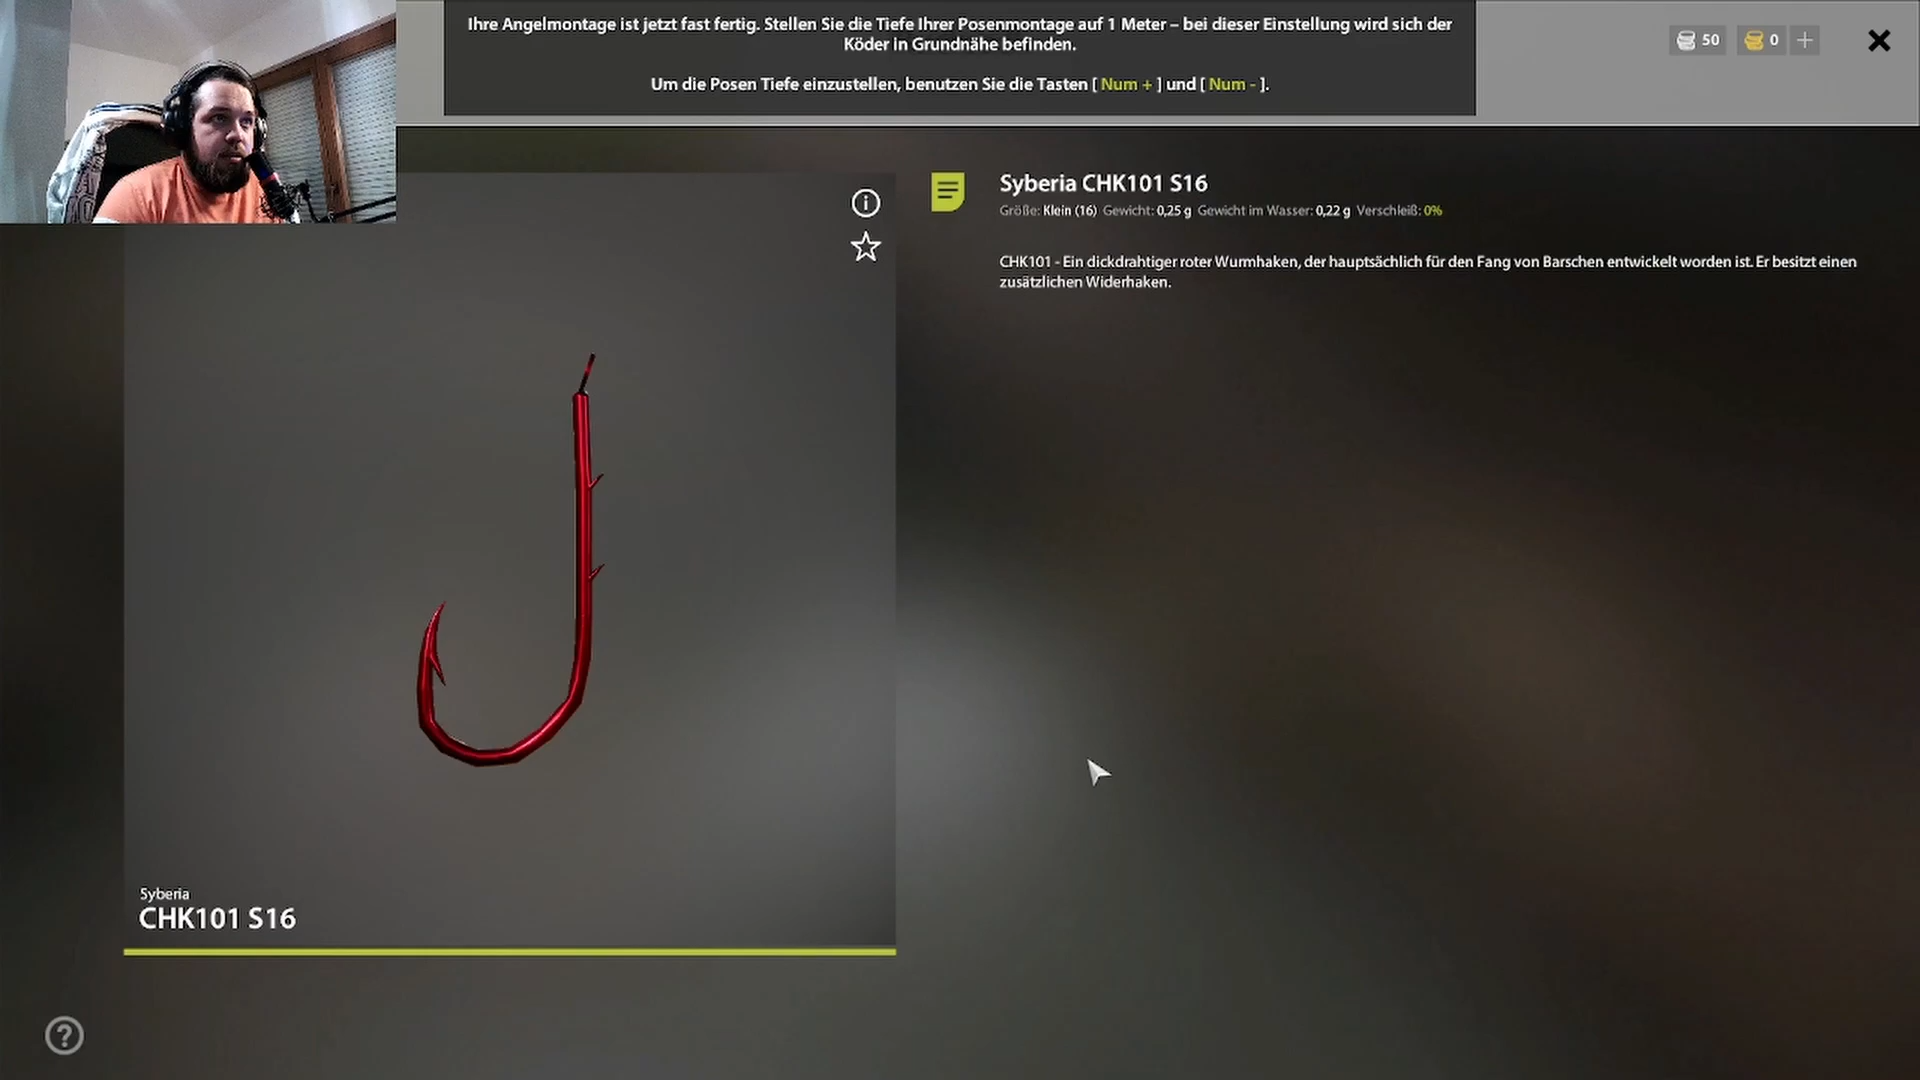 Ihre Angelmontage ist jetzt fast fertig. Stellen Sie die Tiefe Ihrer Posenmontage auf 1 Meter – bei dieser Einstellung wird sich der
Köder in Grundnähe befinden.
Um die Posen Tiefe einzustellen, benutzen Sie die Tasten [ Num + ] und [ Num - ].
50
0
Syberia CHK101 S16
Größe: Klein (16) Gewicht: 0,25 g Gewicht im Wasser: 0,22 g Verschleiß: 0%
CHK101 - Ein dickdrahtiger roter Wurmhaken, der hauptsächlich für den Fang von Barschen entwickelt worden ist. Er besitzt einen
zusätzlichen Widerhaken.
Syberia
CHK101 S16